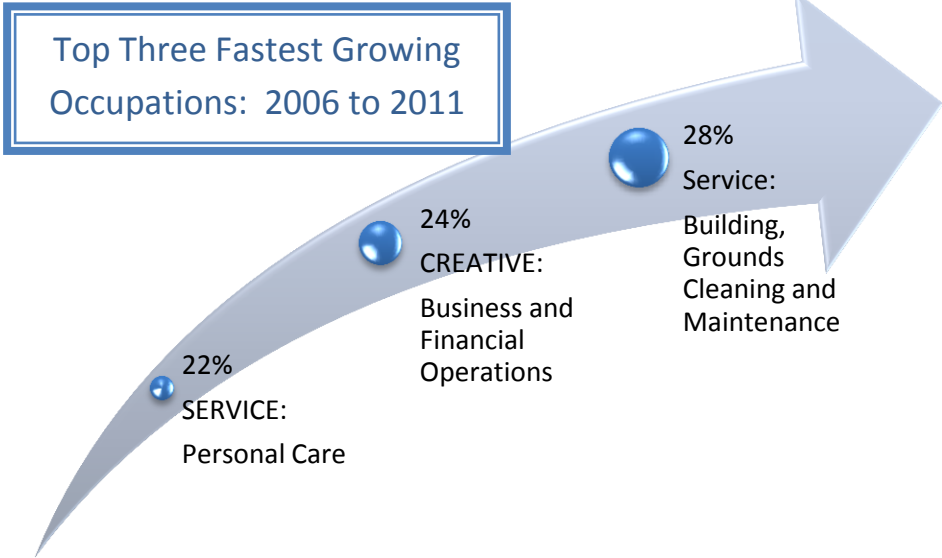 Top Three Fastest Growing
Occupations: 2006 to 2011
28%
Service:
Building,
Grounds
Cleaning and
Maintenance
24%
CREATIVE:
Business and
Financial
Operations
22%
SERVICE:
Personal Care